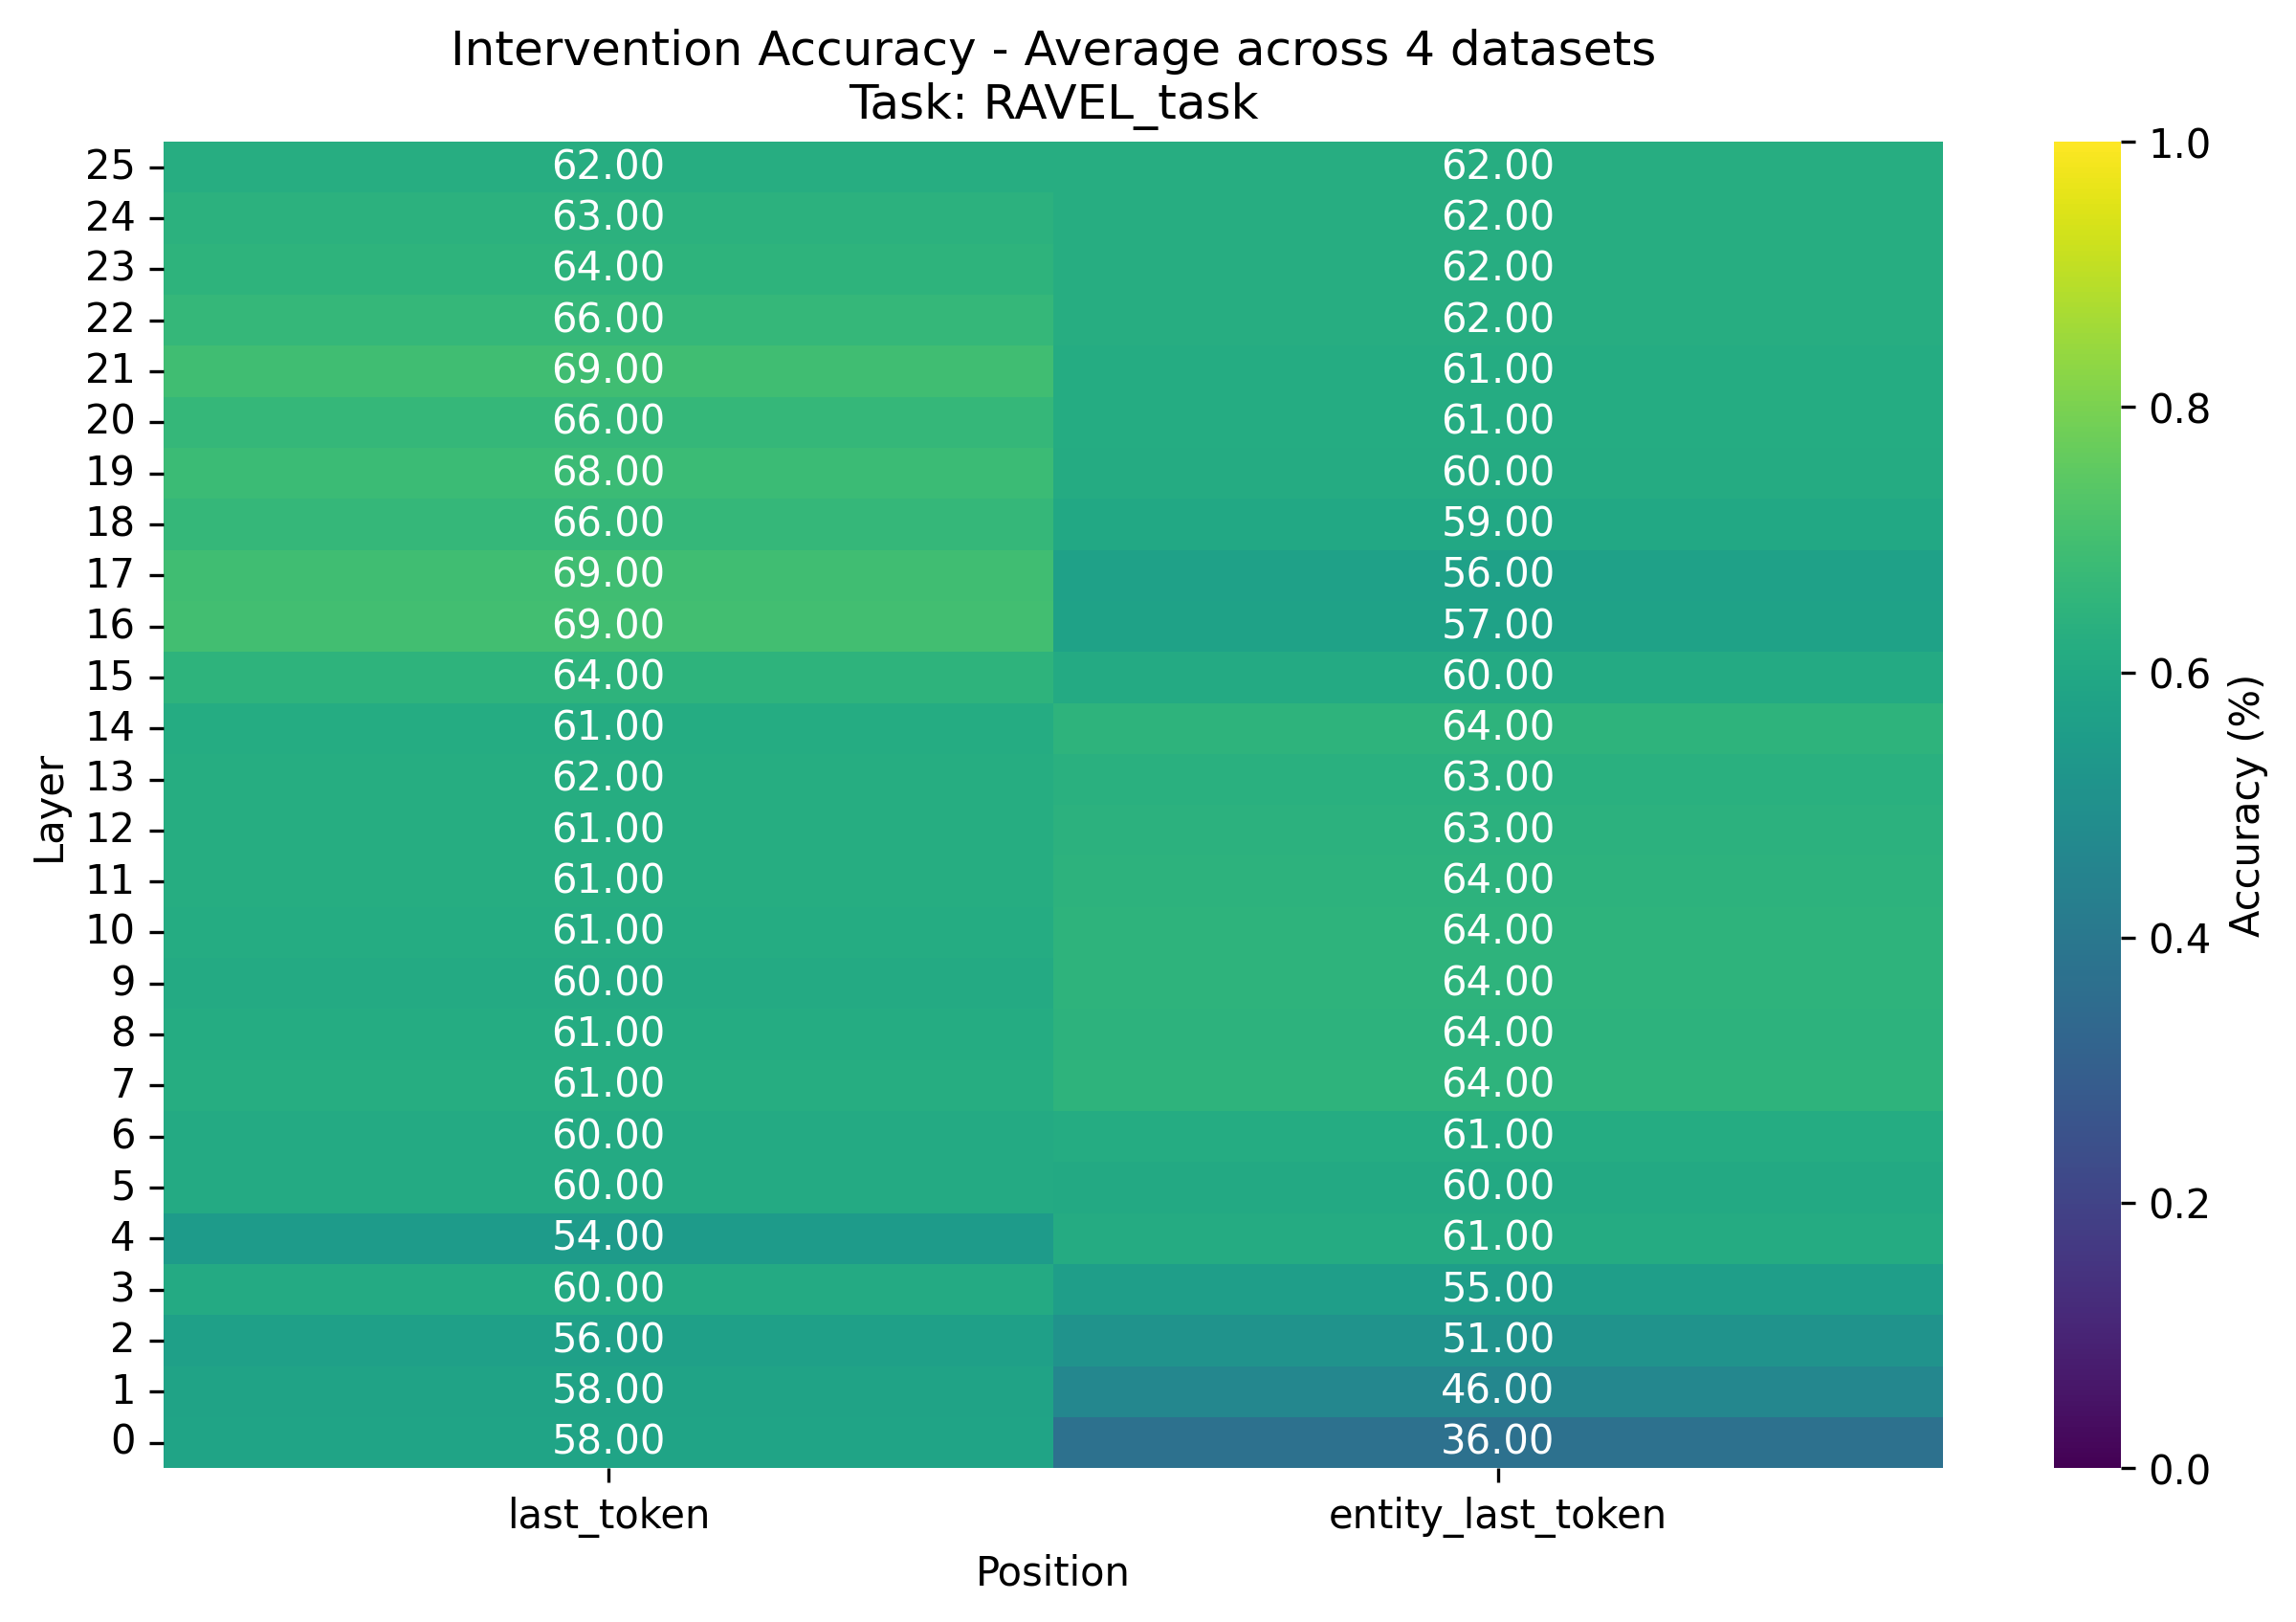 Intervention Accuracy - Average across 4 datasets
Task: RAVEL_task
25 62.00 62.00
24 63.00 62.00
23 64.00 62.00
22 66.00 62.00
21 69.00 61.00
20 66.00 61.00
19 68.00 60.00
18 66.00 59.00
17 69.00 56.00
16 69.00 57.00
15 64.00 60.00
14 61.00 64.00
13 62.00 63.00
12 61.00 63.00
11 61.00 64.00
10 61.00 64.00
9 60.00 64.00
8 61.00 64.00
7 61.00 64.00
6 60.00 61.00
5 60.00 60.00
4 54.00 61.00
3 60.00 55.00
2 56.00 51.00
1 58.00 46.00
0 58.00 36.00
last_token entity_last_token
Position
Layer
1.0
0.8
0.6
0.4
0.2
0.0
Accuracy (%)